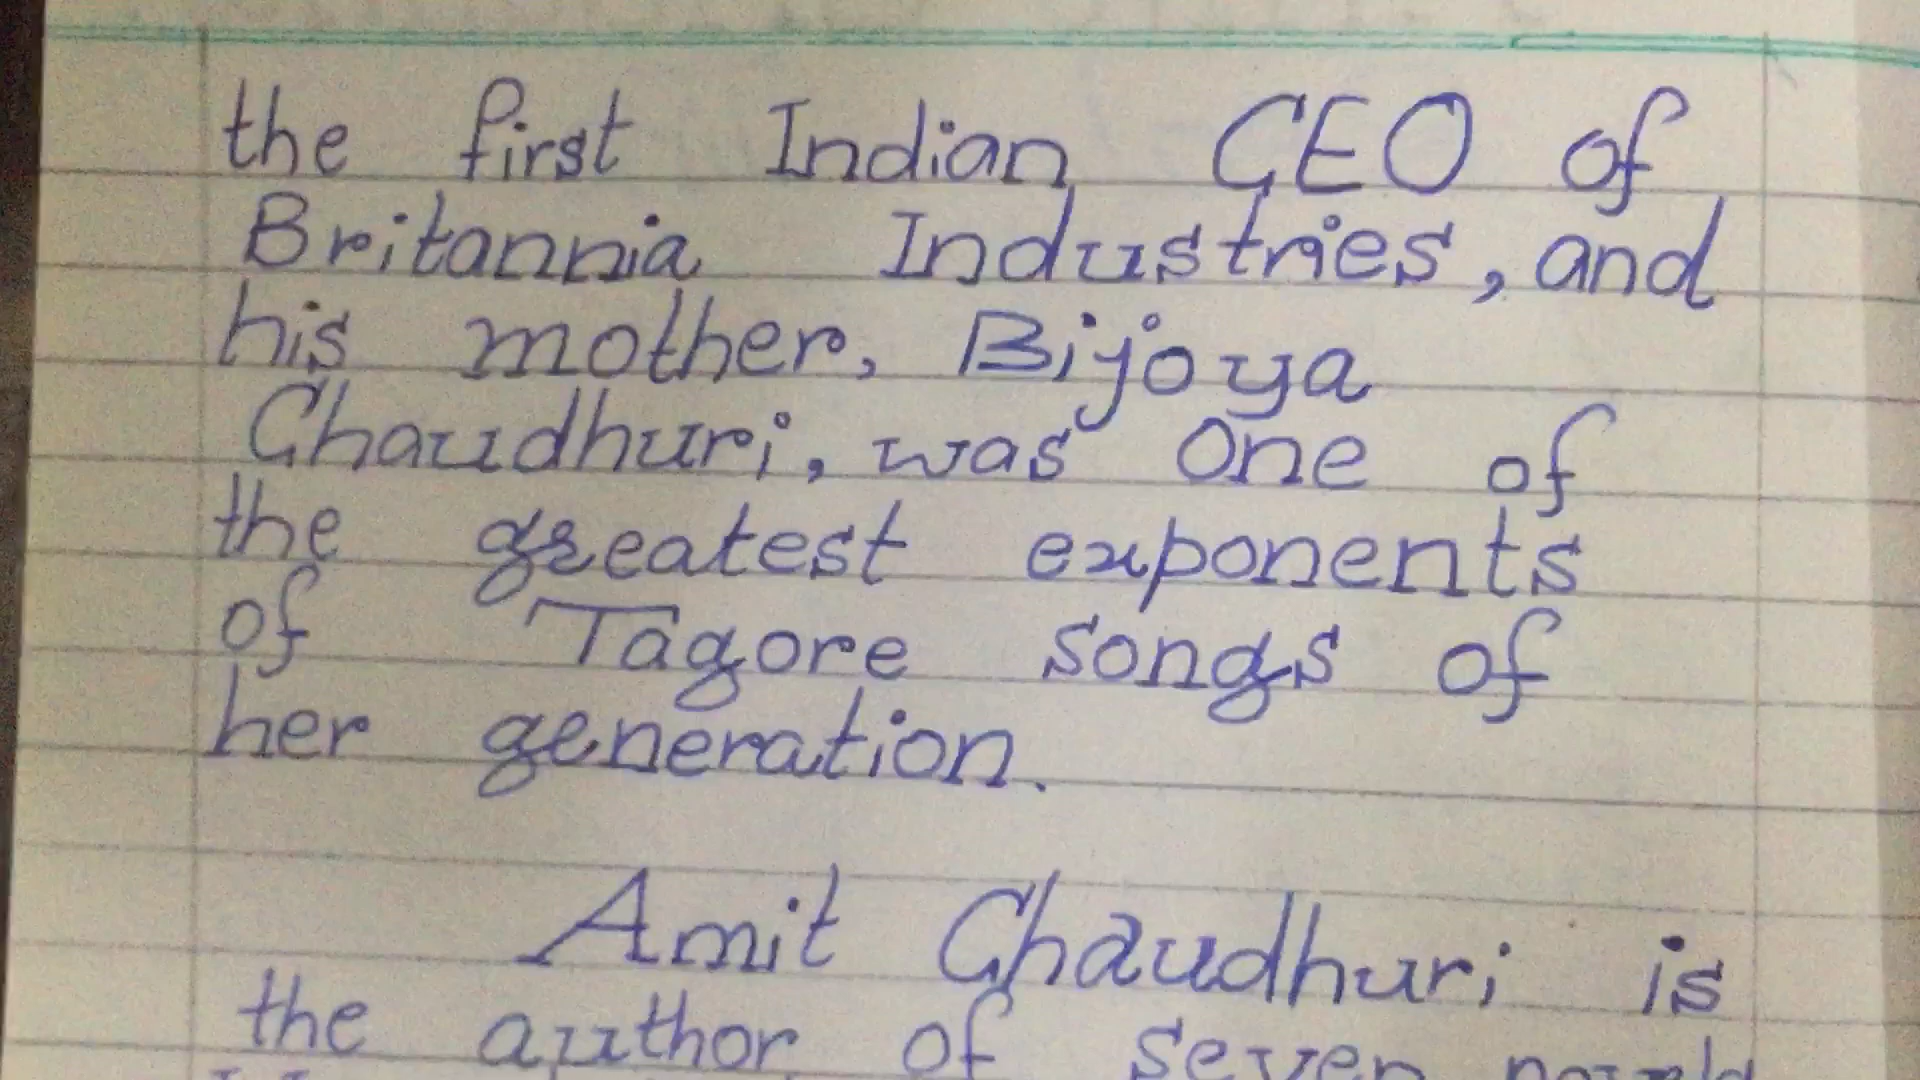 the first Indian CEO of
Britannia Industries, and
his mother, Bijoya
Chaudhuri, was one of
the greatest exponents
of Tagore songs of
her generation.
Amit Chaudhuri is
the author of seven